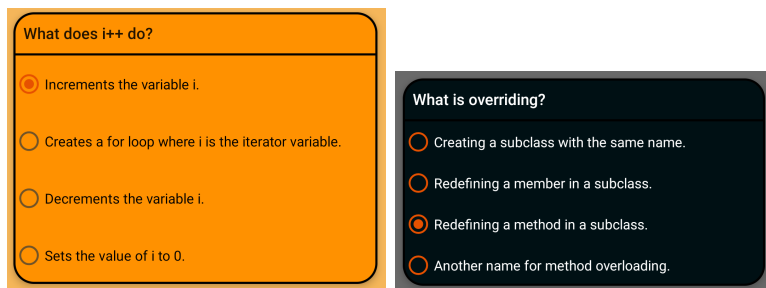 What does i++ do?
Increments the variable i.
Creates a for loop where i is the iterator variable.
Decrements the variable i.
Sets the value of i to 0.
What is overriding?
Creating a subclass with the same name.
Redefining a member in a subclass.
Redefining a method in a subclass.
Another name for method overloading.